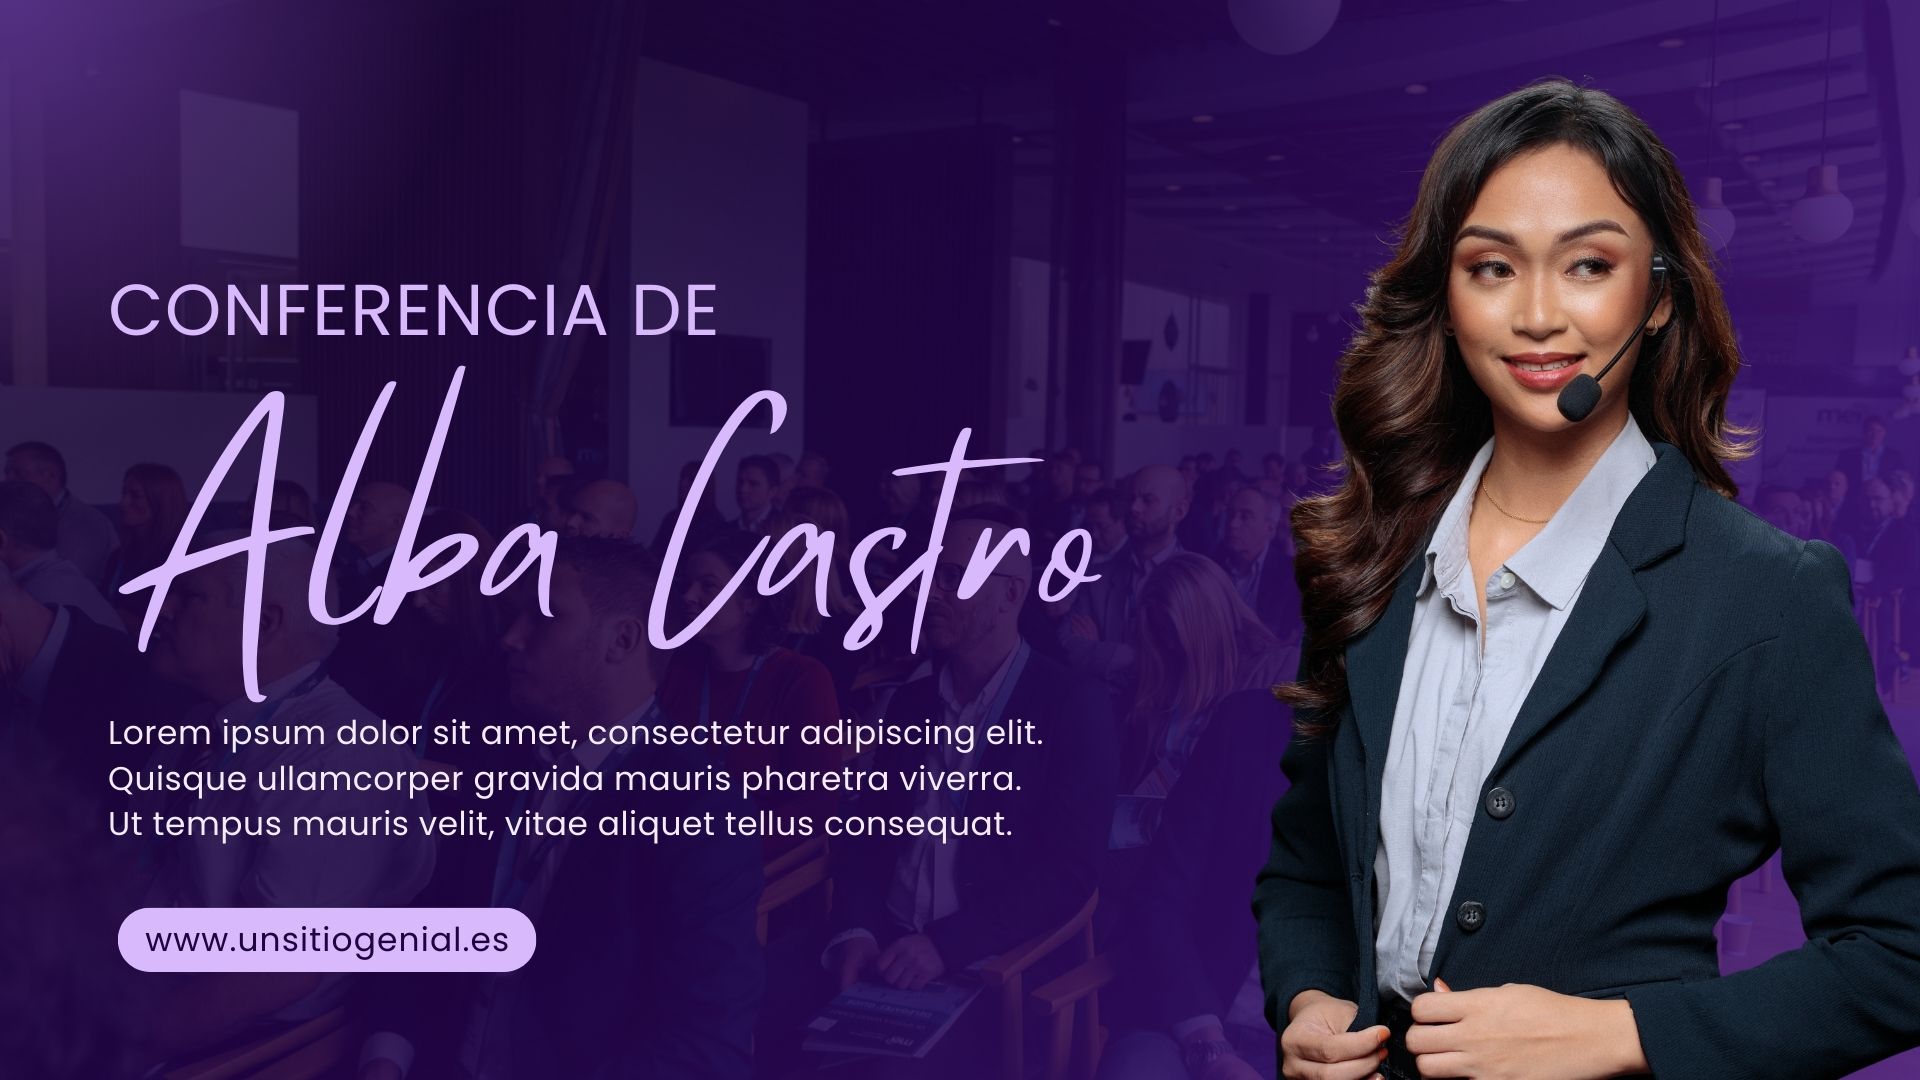 CONFERENCIA DE
Alba Castro
Lorem ipsum dolor sit amet, consectetur adipiscing elit.
Quisque ullamcorper gravida mauris pharetra viverra.
Ut tempus mauris velit, vitae aliquet tellus consequat.
www.unsitiogenial.es